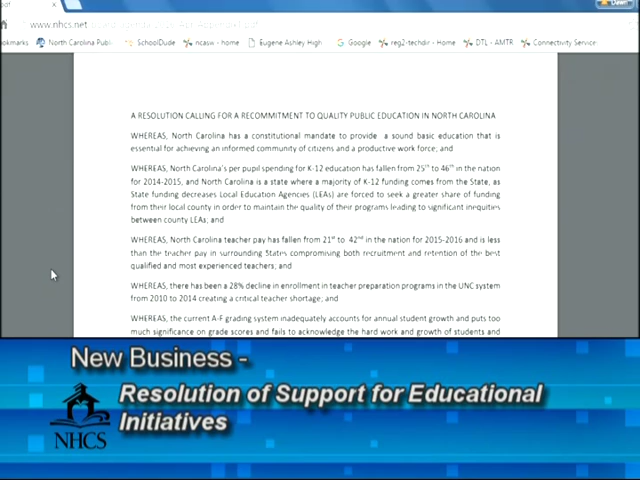 Dawn
www.nhcs.net
North Carolina Publi
SchoolDude
ncasw - home
Eugene Ashley High
Google
reg2-techdir - Home
DTL - AMTR
Connectivity Service
A RESOLUTION CALLING FOR A RECOMMITMENT TO QUALITY PUBLIC EDUCATION IN NORTH CAROLINA
WHEREAS, North Carolina has a constitutional mandate to provide a sound basic education that is
essential for achieving an informed community of citizens and a productive work force; and
WHEREAS, North Carolina's per pupil spending for K-12 education has fallen from 25th to 46th in the nation
for 2014-2015, and North Carolina is a state where a majority of K-12 funding comes from the State, as
State funding decreases Local Education Agencies (LEAs) are forced to seek a greater share of funding
from their local county in order to maintain the quality of their programs leading to significant inequities
between county LEAs; and
WHEREAS, North Carolina teacher pay has fallen from 21st to 42nd in the nation for 2015-2016 and is less
than the teacher pay in surrounding States compromising both recruitment and retention of the best
qualified and most experienced teachers; and
WHEREAS, there has been a 28% decline in enrollment in teacher preparation programs in the UNC system
from 2010 to 2014 creating a critical teacher shortage; and
WHEREAS, the current A-F grading system inadequately accounts for annual student growth and puts too
much significance on grade scores and fails to acknowledge the hard work and growth of students and
New Business -
Resolution of Support for Educational
Initiatives
NHCS